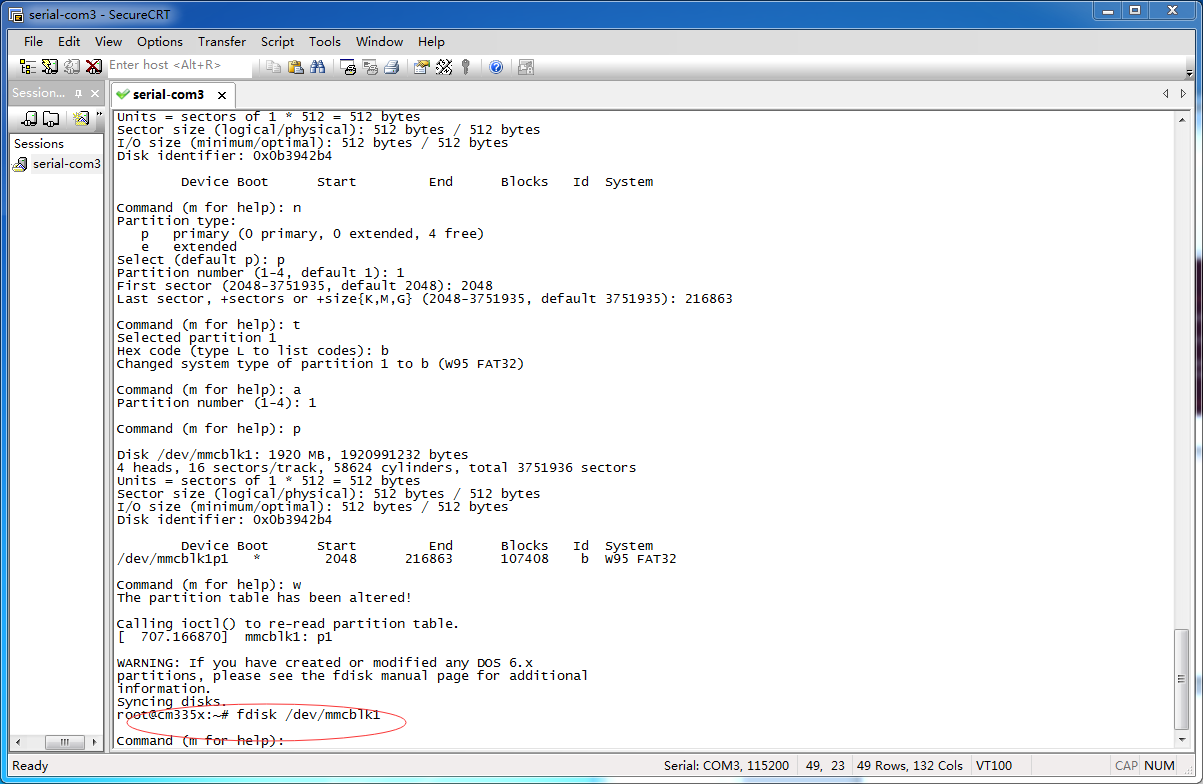 serial-com3 - SecureCRT
File Edit View Options Transfer Script Tools Window Help
Enter host <Alt+R>
Session...
serial-com3
Sessions
serial-com3
Units = sectors of 1 * 512 = 512 bytes
Sector size (logical/physical): 512 bytes / 512 bytes
I/O size (minimum/optimal): 512 bytes / 512 bytes
Disk identifier: 0x0b3942b4
Device Boot Start End Blocks Id System
Command (m for help): n
Partition type:
p primary (0 primary, 0 extended, 4 free)
e extended
Select (default p): p
Partition number (1-4, default 1): 1
First sector (2048-3751935, default 2048): 2048
Last sector, +sectors or +size{K,M,G} (2048-3751935, default 3751935): 216863
Command (m for help): t
Selected partition 1
Hex code (type L to list codes): b
Changed system type of partition 1 to b (W95 FAT32)
Command (m for help): a
Partition number (1-4): 1
Command (m for help): p
Disk /dev/mmcblk1: 1920 MB, 1920991232 bytes
4 heads, 16 sectors/track, 58624 cylinders, total 3751936 sectors
Units = sectors of 1 * 512 = 512 bytes
Sector size (logical/physical): 512 bytes / 512 bytes
I/O size (minimum/optimal): 512 bytes / 512 bytes
Disk identifier: 0x0b3942b4
Device Boot Start End Blocks Id System
/dev/mmcblk1p1 * 2048 216863 107408 b W95 FAT32
Command (m for help): w
The partition table has been altered!
Calling ioctl() to re-read partition table.
[ 707.166870] mmcblk1: p1
WARNING: If you have created or modified any DOS 6.x
partitions, please see the fdisk manual page for additional
information.
Syncing disks.
root@cm335x:~# fdisk /dev/mmcblk1
Command (m for help):
Ready Serial: COM3, 115200 49, 23 49 Rows, 132 Cols VT100 CAP NUM